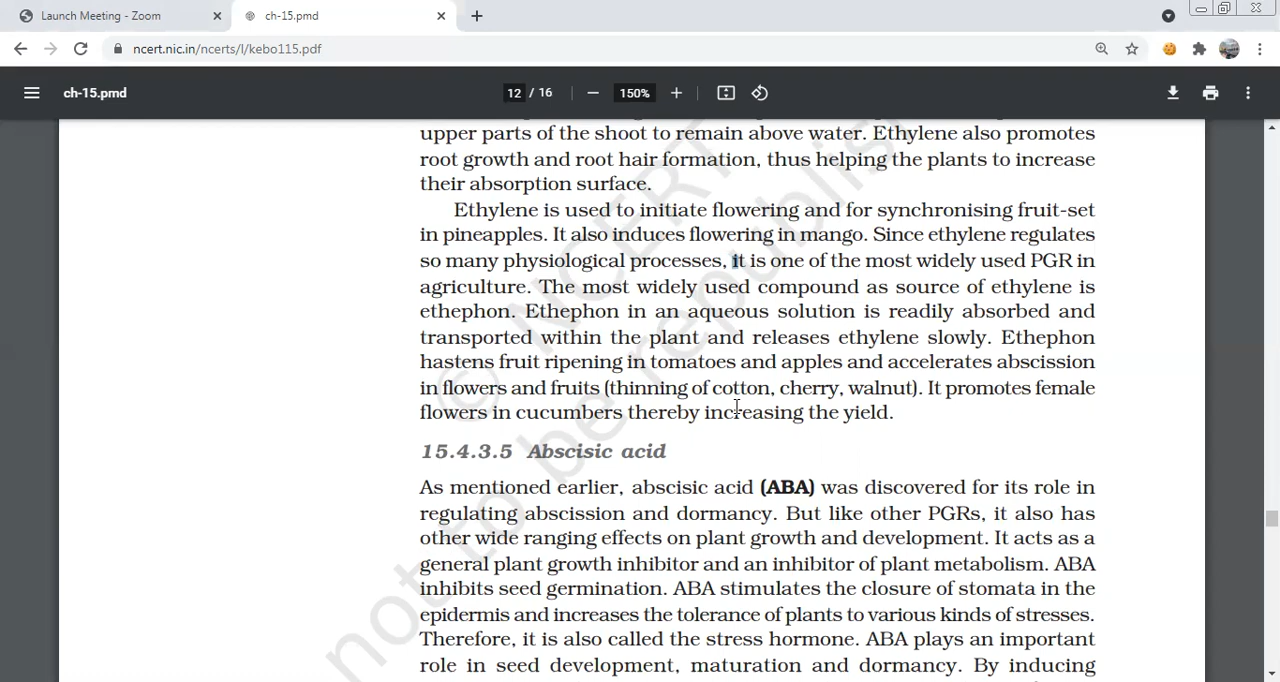 Launch Meeting - Zoom
ch-15.pmd
ncert.nic.in/ncerts/l/kebo115.pdf
ch-15.pmd
12 / 16
150%
upper parts of the shoot to remain above water. Ethylene also promotes
root growth and root hair formation, thus helping the plants to increase
their absorption surface.
Ethylene is used to initiate flowering and for synchronising fruit-set
in pineapples. It also induces flowering in mango. Since ethylene regulates
so many physiological processes, it is one of the most widely used PGR in
agriculture. The most widely used compound as source of ethylene is
ethephon. Ethephon in an aqueous solution is readily absorbed and
transported within the plant and releases ethylene slowly. Ethephon
hastens fruit ripening in tomatoes and apples and accelerates abscission
in flowers and fruits (thinning of cotton, cherry, walnut). It promotes female
flowers in cucumbers thereby increasing the yield.
15.4.3.5 Abscisic acid
As mentioned earlier, abscisic acid (ABA) was discovered for its role in
regulating abscission and dormancy. But like other PGRs, it also has
other wide ranging effects on plant growth and development. It acts as a
general plant growth inhibitor and an inhibitor of plant metabolism. ABA
inhibits seed germination. ABA stimulates the closure of stomata in the
epidermis and increases the tolerance of plants to various kinds of stresses.
Therefore, it is also called the stress hormone. ABA plays an important
role in seed development, maturation and dormancy. By inducing
© NCERT
not to be republis